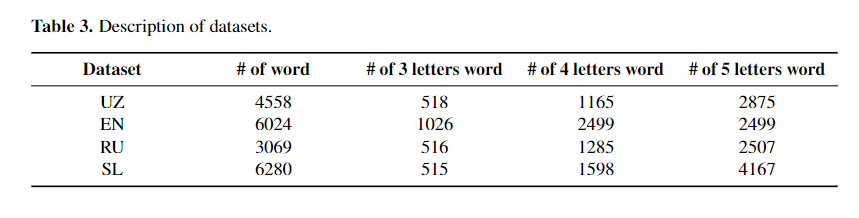 Table 3. Description of datasets.
Dataset # of word # of 3 letters word # of 4 letters word # of 5 letters word
UZ 4558 518 1165 2875
EN 6024 1026 2499 2499
RU 3069 516 1285 2507
SL 6280 515 1598 4167